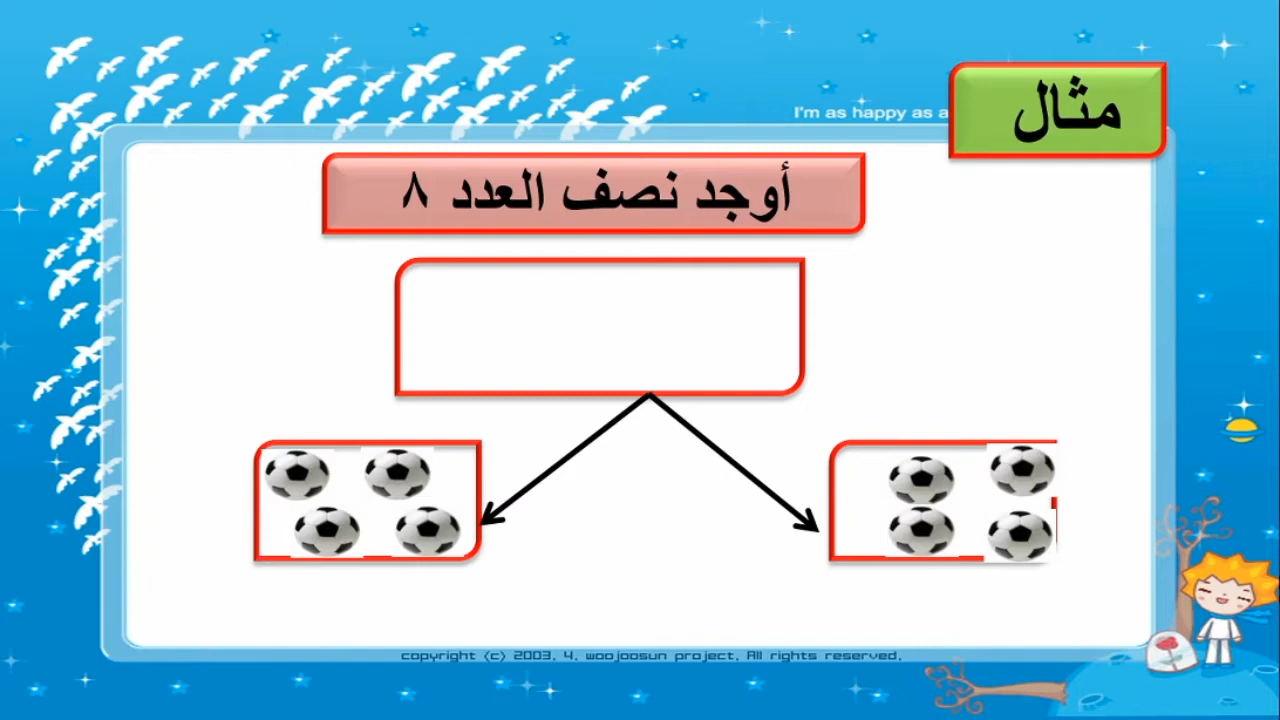 I'm as happy as a
مثال
أوجد نصف العدد ٨
copyright (c) 2003, 4, woojoosun project, All rights reserved,